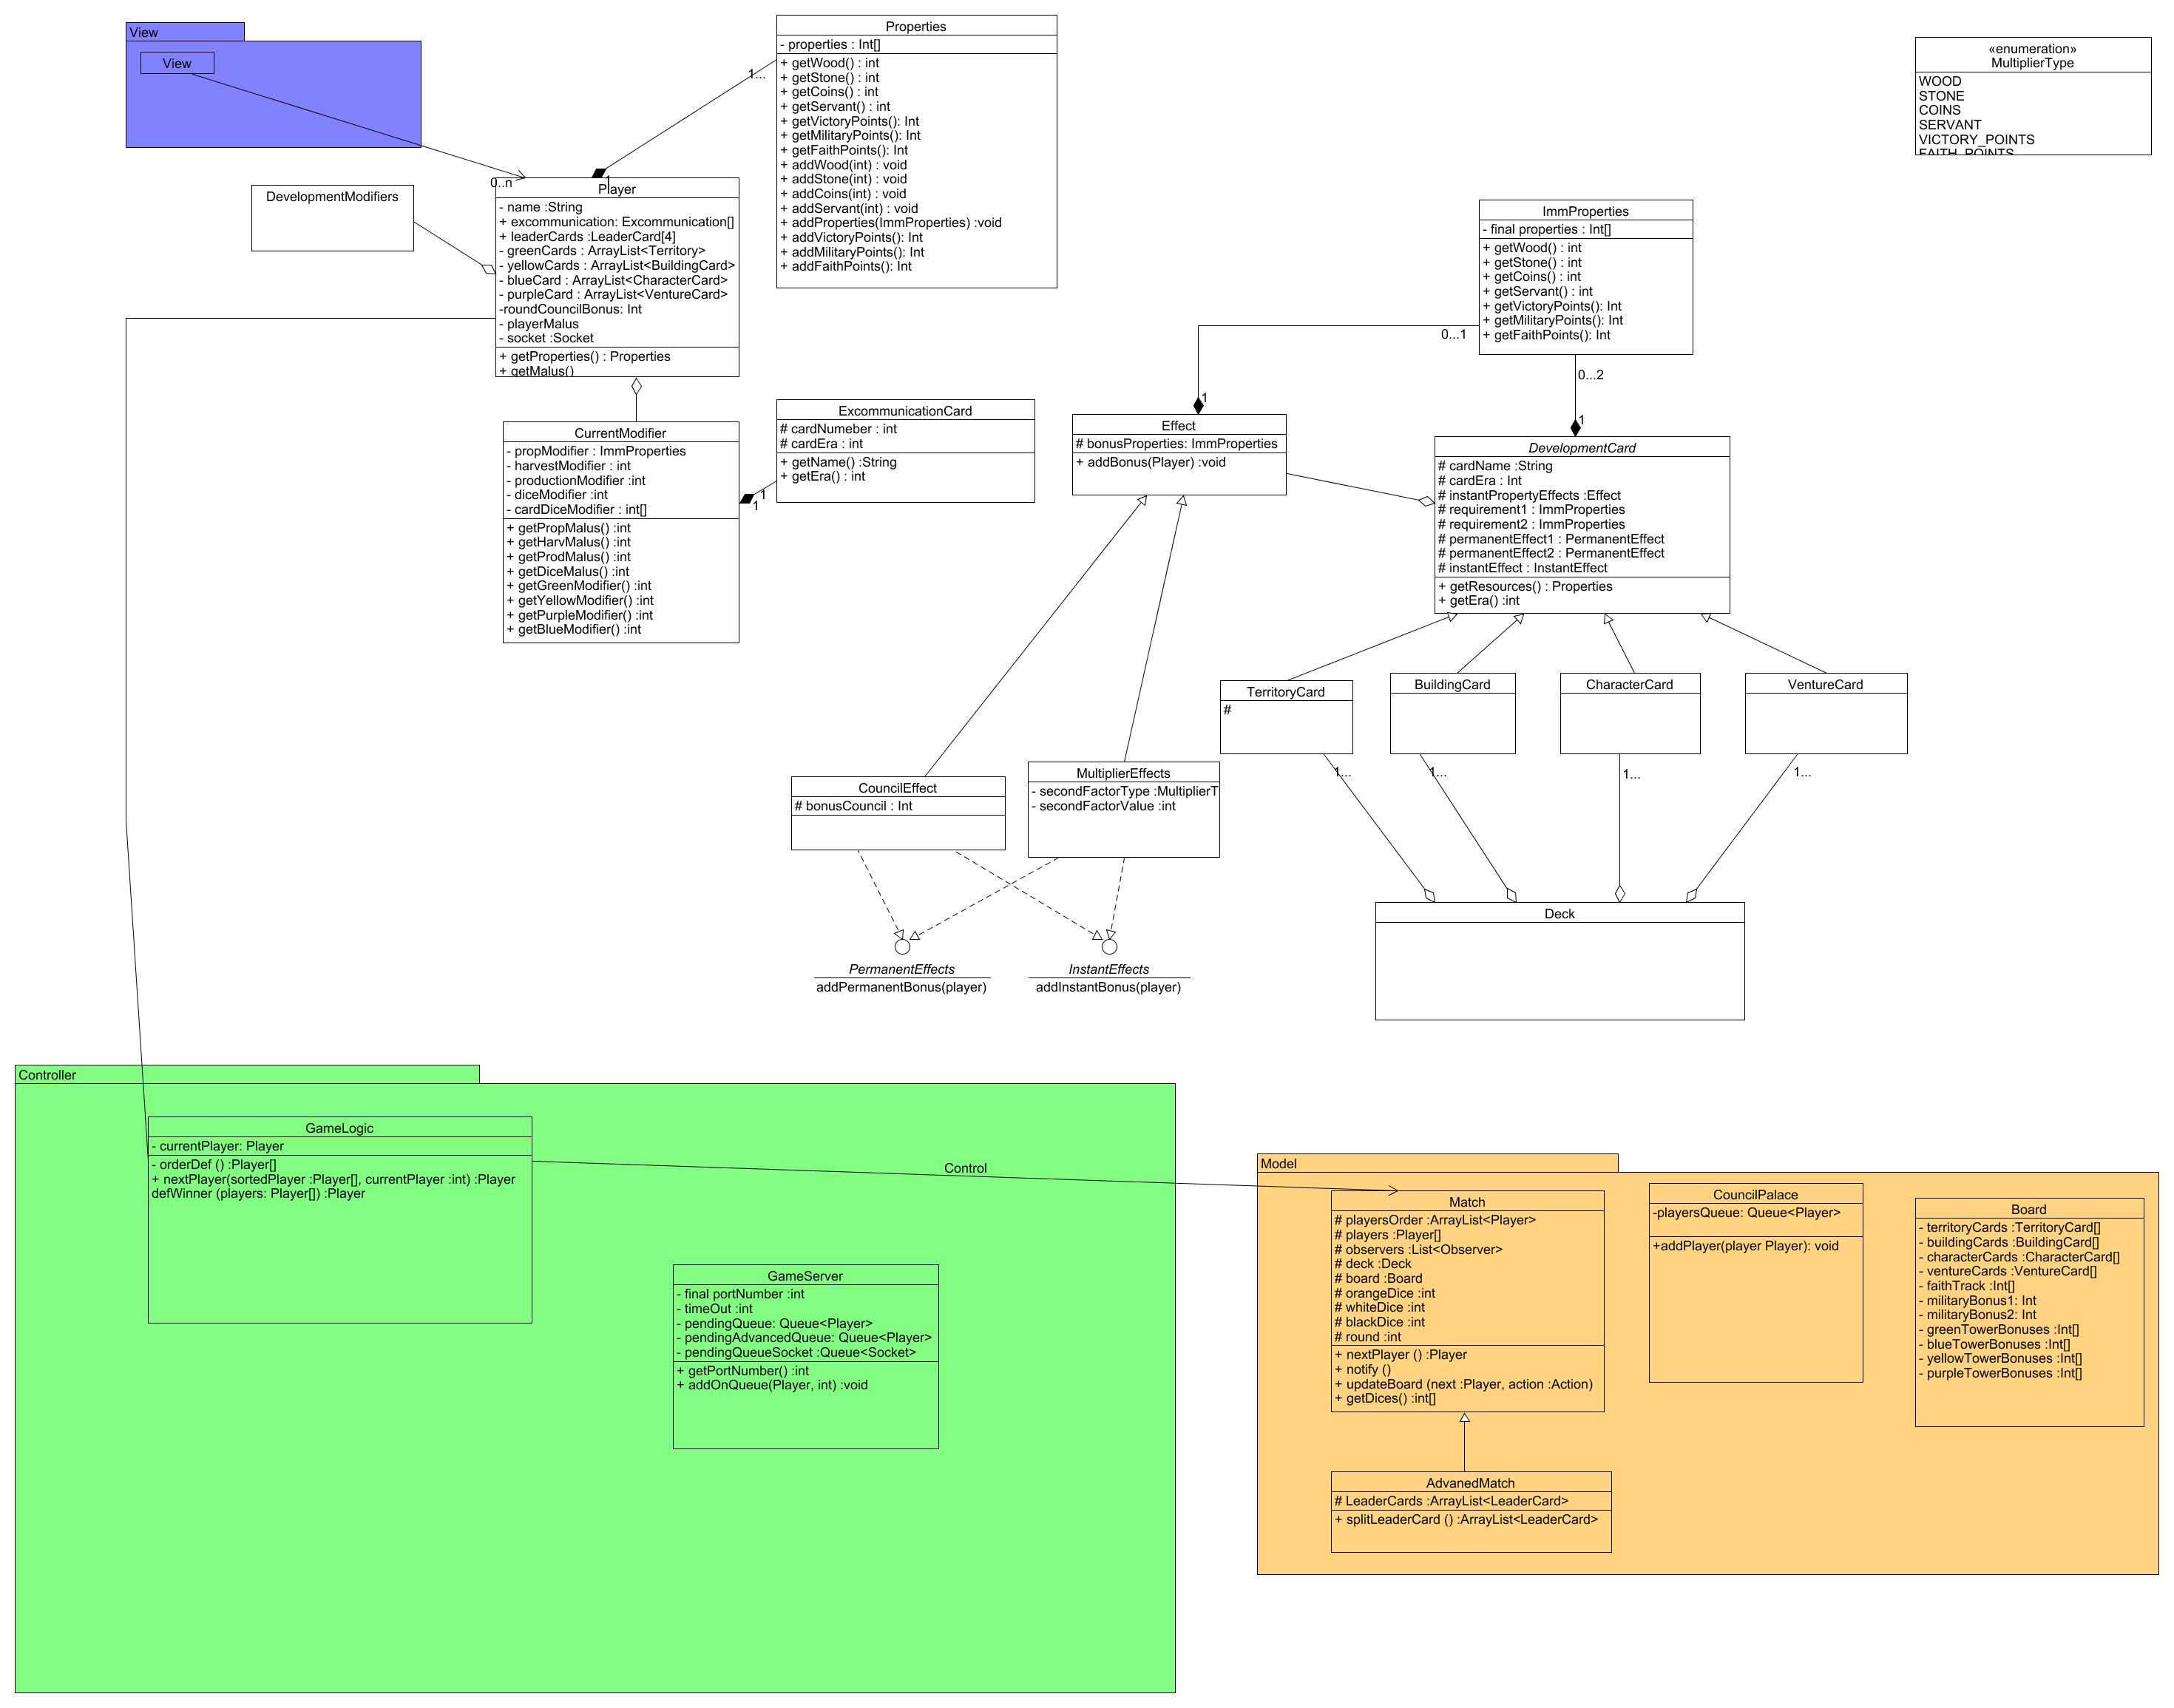 View
View
Properties
- properties : Int[]
+ getWood() : int
+ getStone() : int
+ getCoins() : int
+ getServant() : int
+ getVictoryPoints(): Int
+ getMilitaryPoints(): Int
+ getFaithPoints(): Int
+ addWood(int) : void
+ addStone(int) : void
+ addCoins(int) : void
+ addServant(int) : void
+ addProperties(ImmProperties) :void
+ addVictoryPoints(): Int
+ addMilitaryPoints(): Int
+ addFaithPoints(): Int
1...
1
0..n
«enumeration»
MultiplierType
WOOD
STONE
COINS
SERVANT
VICTORY_POINTS
FAITH_POINTS
DevelopmentModifiers
Player
- name :String
+ excommunication: Excommunication[]
+ leaderCards :LeaderCard[4]
- greenCards : ArrayList<Territory>
- yellowCards : ArrayList<BuildingCard>
- blueCard : ArrayList<CharacterCard>
- purpleCard : ArrayList<VentureCard>
-roundCouncilBonus: Int
- playerMalus
- socket :Socket
+ getProperties() : Properties
+ getMalus()
ImmProperties
- final properties : Int[]
+ getWood() : int
+ getStone() : int
+ getCoins() : int
+ getServant() : int
+ getVictoryPoints(): Int
+ getMilitaryPoints(): Int
+ getFaithPoints(): Int
0...1
0...2
1
1
CurrentModifier
- propModifier : ImmProperties
- harvestModifier : int
- productionModifier :int
- diceModifier :int
- cardDiceModifier : int[]
+ getPropMalus() :int
+ getHarvMalus() :int
+ getProdMalus() :int
+ getDiceMalus() :int
+ getGreenModifier() :int
+ getYellowModifier() :int
+ getPurpleModifier() :int
+ getBlueModifier() :int
1
1
ExcommunicationCard
# cardNumeber : int
# cardEra : int
+ getName() :String
+ getEra() : int
Effect
# bonusProperties: ImmProperties
+ addBonus(Player) :void
DevelopmentCard
# cardName :String
# cardEra : Int
# instantPropertyEffects :Effect
# requirement1 : ImmProperties
# requirement2 : ImmProperties
# permanentEffect1 : PermanentEffect
# permanentEffect2 : PermanentEffect
# instantEffect : InstantEffect
+ getResources() : Properties
+ getEra() :int
TerritoryCard
#
BuildingCard
CharacterCard
VentureCard
1...
1...
1...
1...
CouncilEffect
# bonusCouncil : Int
MultiplierEffects
- secondFactorType :MultiplierT
- secondFactorValue :int
PermanentEffects
addPermanentBonus(player)
InstantEffects
addInstantBonus(player)
Deck
Controller
GameLogic
- currentPlayer: Player
- orderDef () :Player[]
+ nextPlayer(sortedPlayer :Player[], currentPlayer :int) :Player
defWinner (players: Player[]) :Player
Control
GameServer
- final portNumber :int
- timeOut :int
- pendingQueue: Queue<Player>
- pendingAdvancedQueue: Queue<Player>
- pendingQueueSocket :Queue<Socket>
+ getPortNumber() :int
+ addOnQueue(Player, int) :void
Model
Match
# playersOrder :ArrayList<Player>
# players :Player[]
# observers :List<Observer>
# deck :Deck
# board :Board
# orangeDice :int
# whiteDice :int
# blackDice :int
# round :int
+ nextPlayer () :Player
+ notify ()
+ updateBoard (next :Player, action :Action)
+ getDices() :int[]
CouncilPalace
-playersQueue: Queue<Player>
+addPlayer(player Player): void
Board
- territoryCards :TerritoryCard[]
- buildingCards :BuildingCard[]
- characterCards :CharacterCard[]
- ventureCards :VentureCard[]
- faithTrack :Int[]
- militaryBonus1: Int
- militaryBonus2: Int
- greenTowerBonuses :Int[]
- blueTowerBonuses :Int[]
- yellowTowerBonuses :Int[]
- purpleTowerBonuses :Int[]
AdvanedMatch
# LeaderCards :ArrayList<LeaderCard>
+ splitLeaderCard () :ArrayList<LeaderCard>